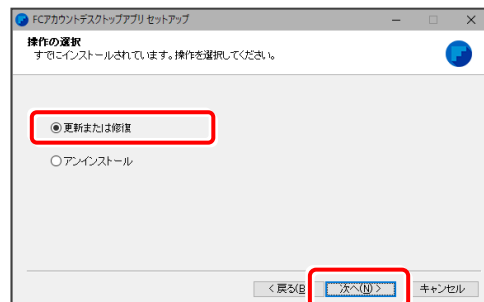 FCアカウントデスクトップアプリ セットアップ
操作の選択
すでにインストールされています。操作を選択してください。
更新または修復
アンインストール
< 戻る(B 次へ(N) > キャンセル